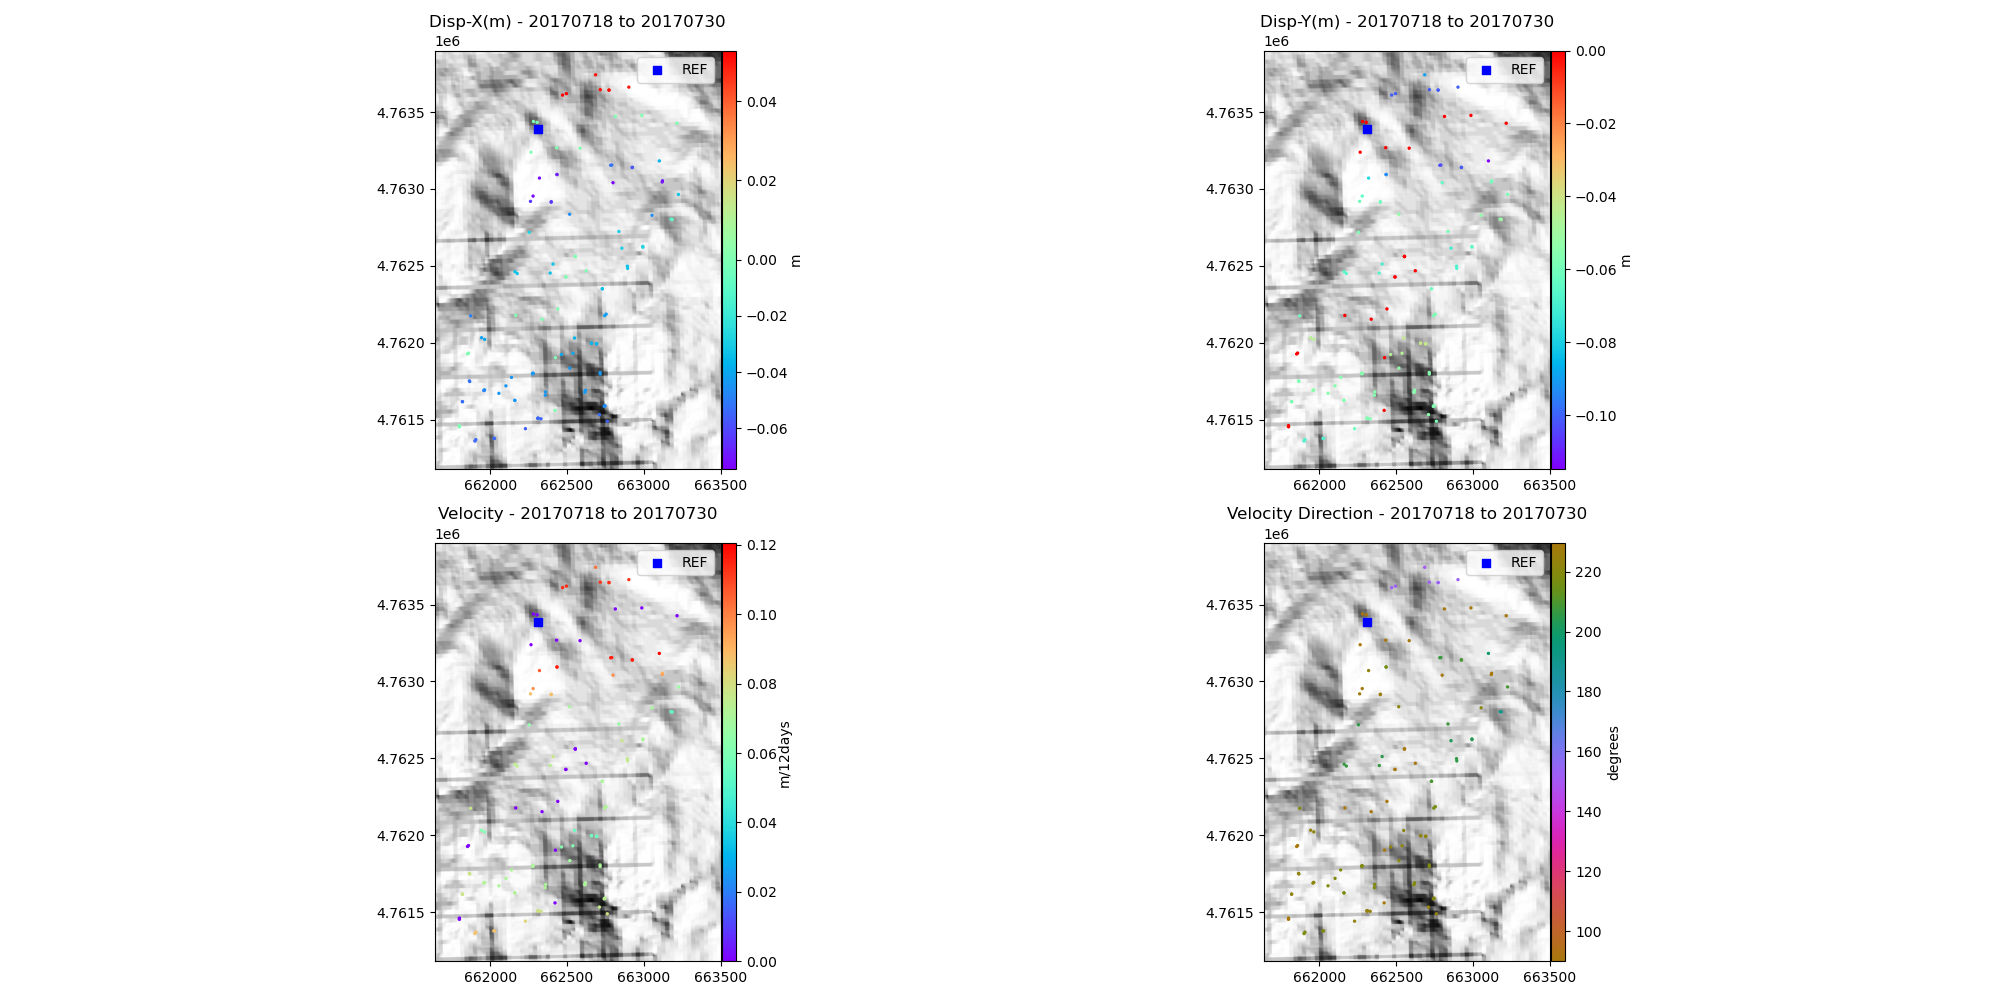 Disp-X(m) - 20170718 to 20170730
1e6
REF
4.7635
4.7630
4.7625
4.7620
4.7615
662000 662500 663000 663500
0.04
0.02
0.00
−0.02
−0.04
−0.06
m
Disp-Y(m) - 20170718 to 20170730
1e6
REF
4.7635
4.7630
4.7625
4.7620
4.7615
662000 662500 663000 663500
0.00
−0.02
−0.04
−0.06
−0.08
−0.10
m
Velocity - 20170718 to 20170730
1e6
REF
4.7635
4.7630
4.7625
4.7620
4.7615
662000 662500 663000 663500
0.12
0.10
0.08
0.06
0.04
0.02
0.00
m/12days
Velocity Direction - 20170718 to 20170730
1e6
REF
4.7635
4.7630
4.7625
4.7620
4.7615
662000 662500 663000 663500
220
200
180
160
140
120
100
degrees